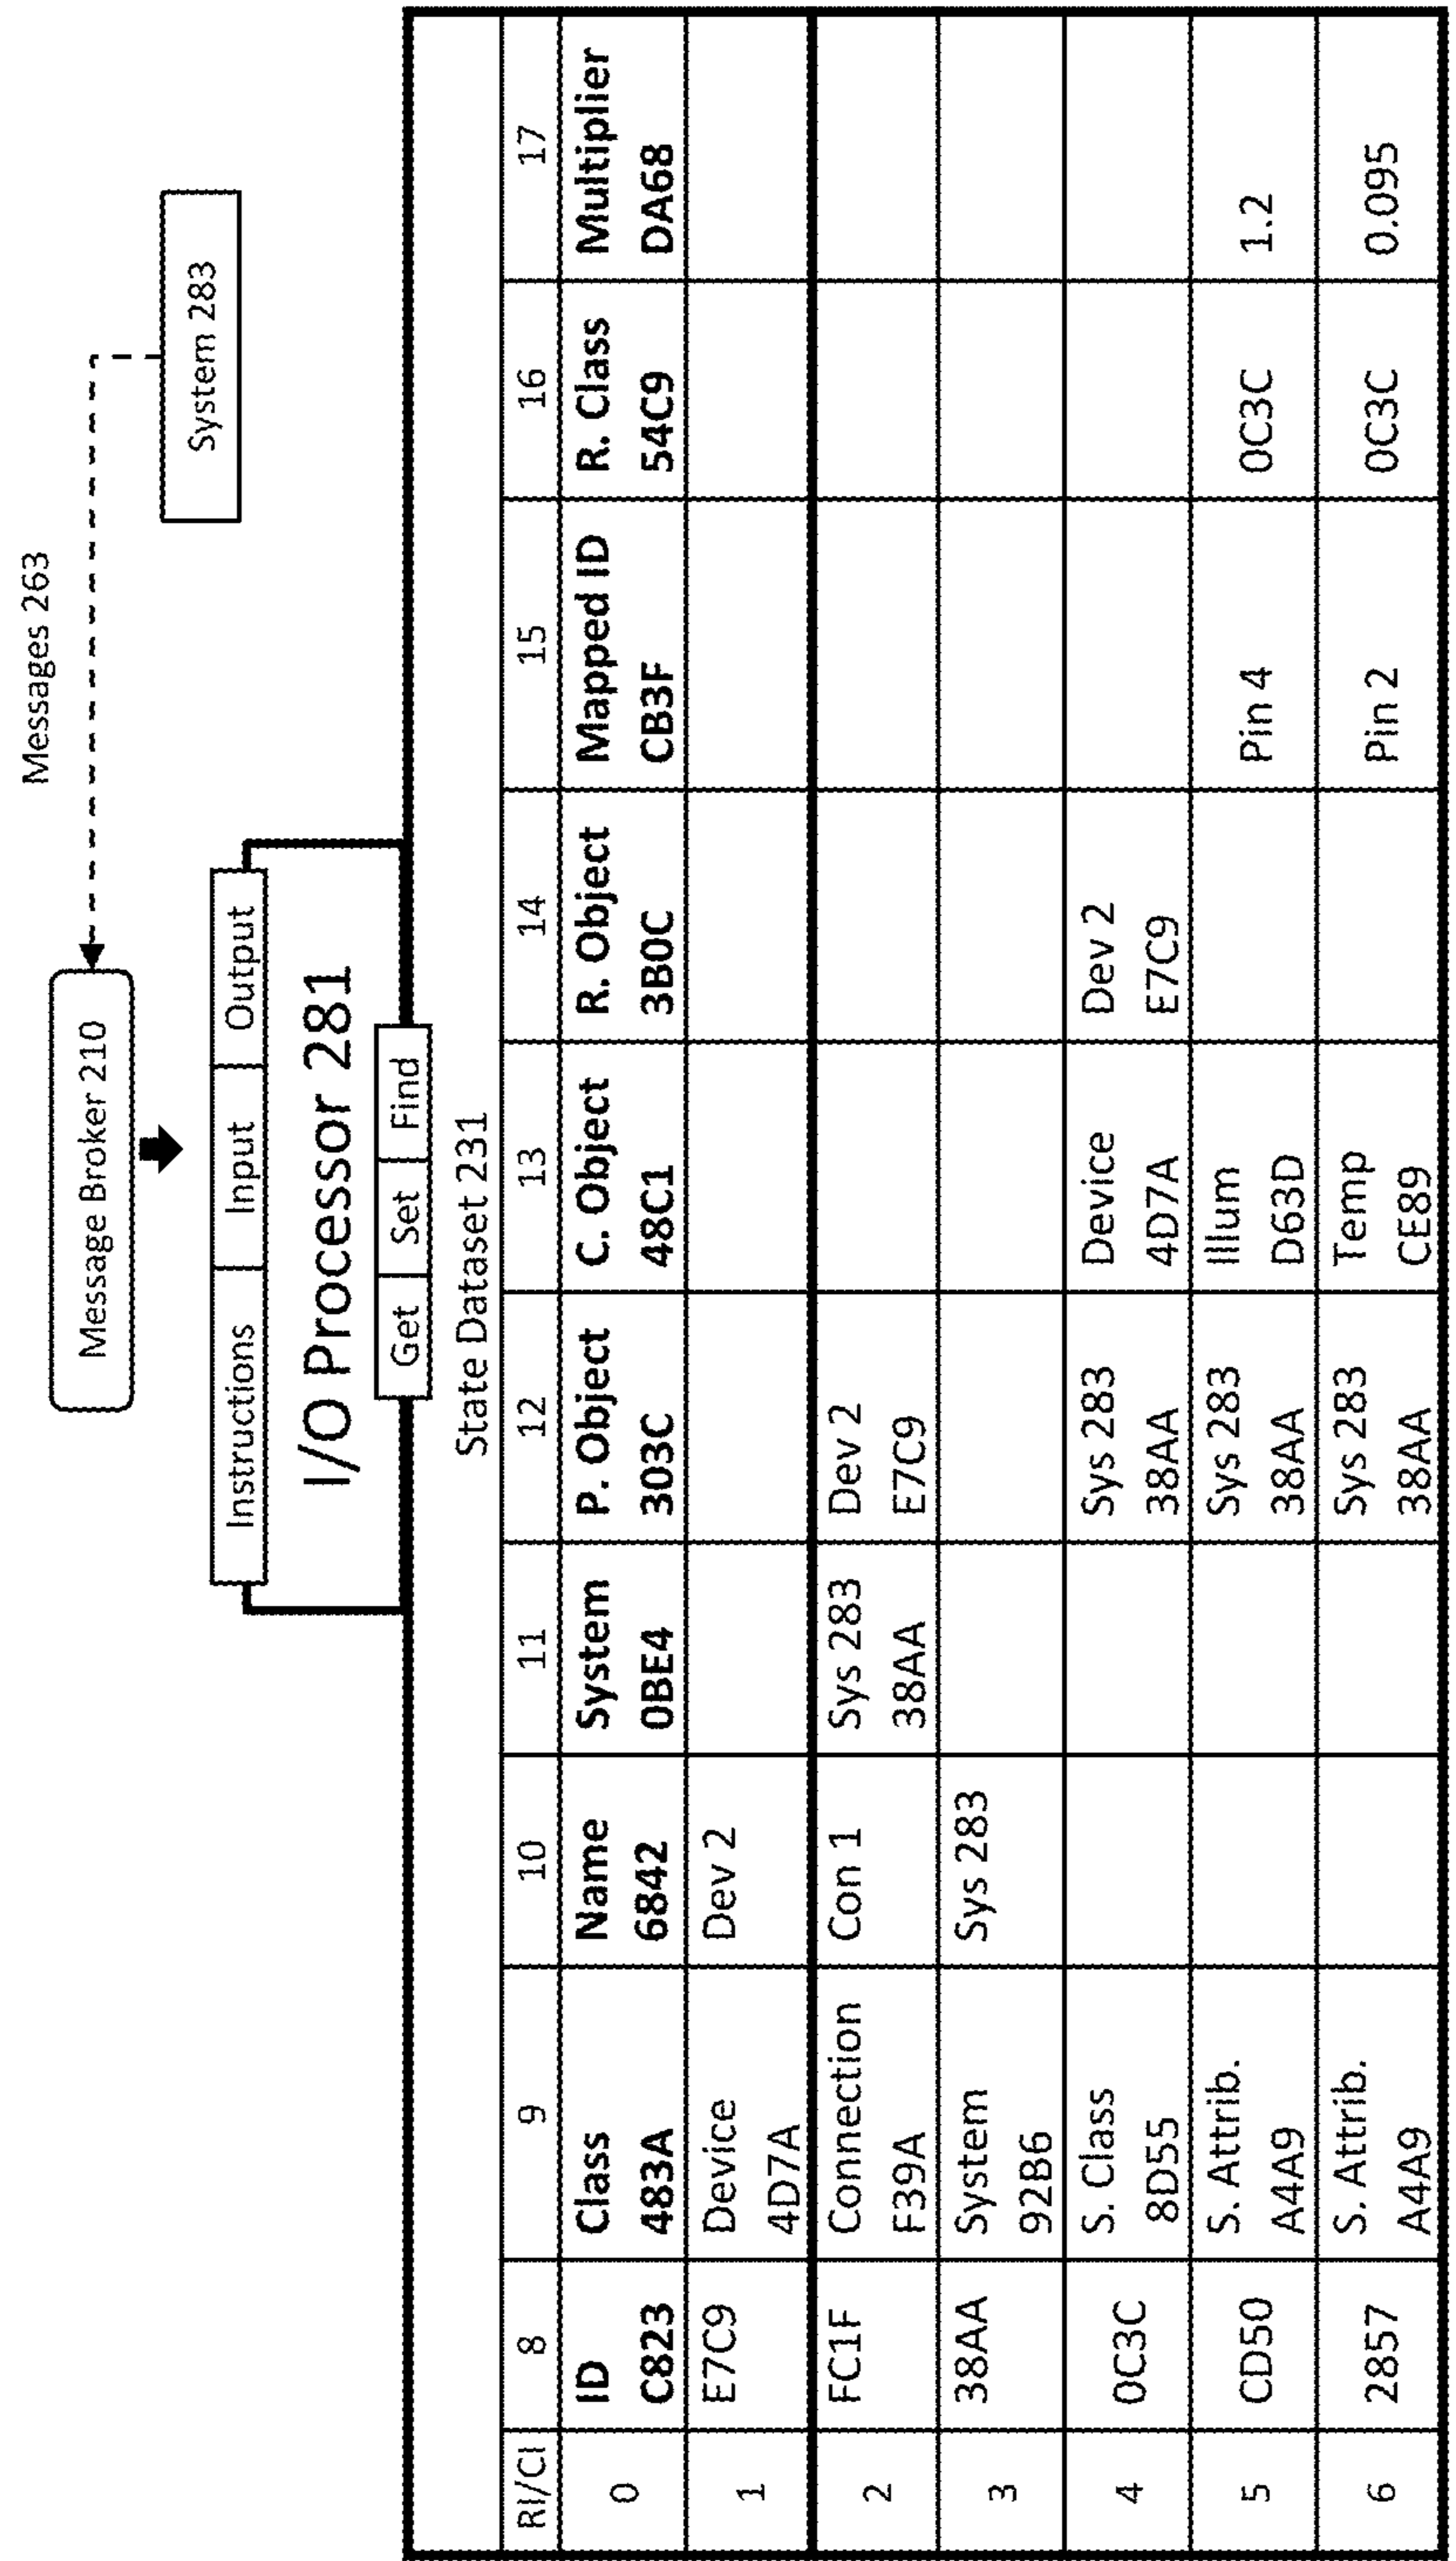 Messages 263
Message Broker 210
System 283
Instructions Input Output
I/O Processor 281
Get Set Find
State Dataset 231
RI/CI 8 9 10 11 12 13 14 15 16 17
0 ID Class Name System P. Object C. Object R. Object Mapped ID R. Class Multiplier
C823 483A 6842 0BE4 303C 48C1 3B0C CB3F 54C9 DA68
1 E7C9 Device Dev 2
4D7A
2 FC1F Connection Con 1 Sys 283 Dev 2
F39A 38AA E7C9
3 38AA System Sys 283
92B6
4 0C3C S. Class Sys 283 Device Dev 2
8D55 38AA 4D7A E7C9
5 CD50 S. Attrib. Sys 283 Illum Pin 4 0C3C 1.2
A4A9 38AA D63D
6 2857 S. Attrib. Sys 283 Temp Pin 2 0C3C 0.095
A4A9 38AA CE89